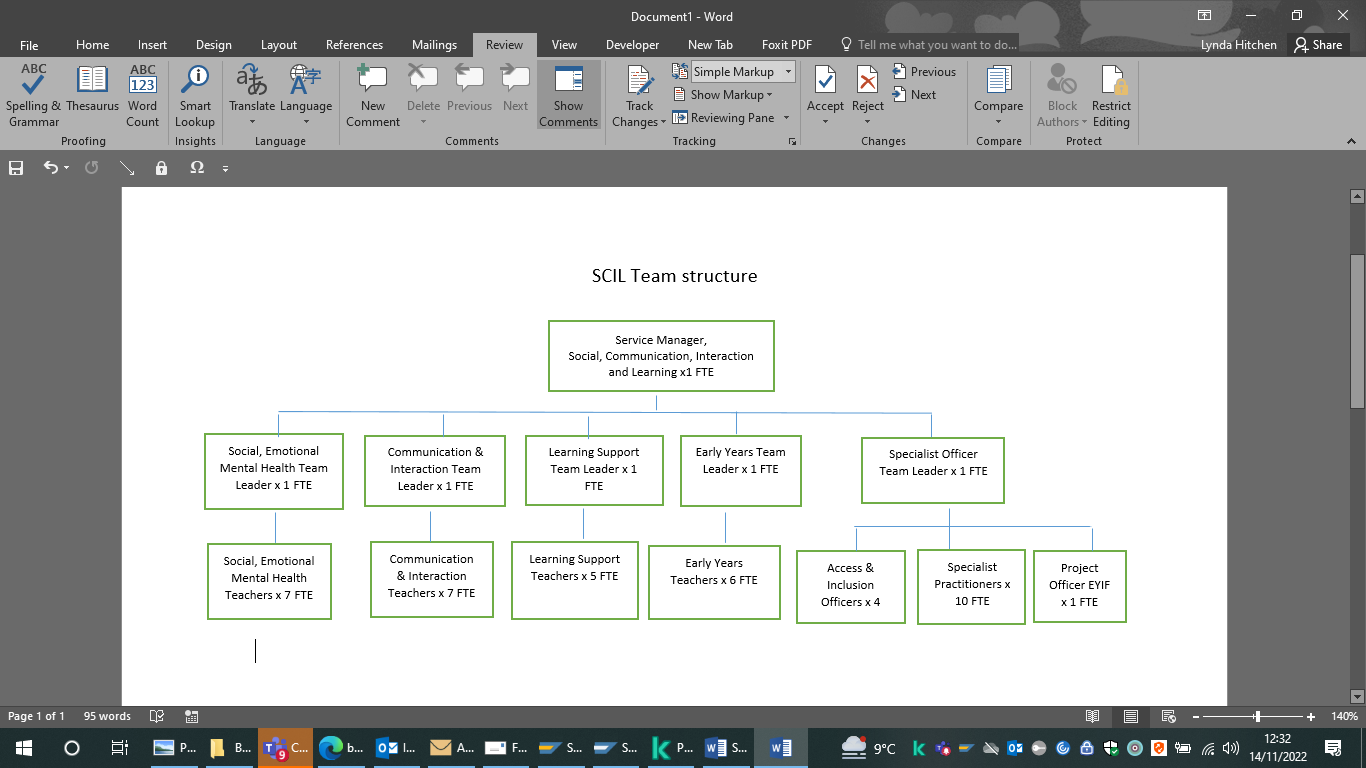 Document1 - Word
Lynda Hitchen
Share
File
Home
Insert
Design
Layout
References
Mailings
Review
View
Developer
New Tab
Foxit PDF
Tell me what you want to do...
ABC
Spelling &
Grammar
Thesaurus
ABC
123
Word
Count
Proofing
Smart
Lookup
Insights
Translate
Language
Language
New
Comment
Delete
Previous
Next
Show
Comments
Comments
Track
Changes
Simple Markup
Show Markup
Reviewing Pane
Tracking
Accept
Reject
Previous
Next
Changes
Compare
Compare
Block
Authors
Restrict
Editing
Protect
Ω
SCIL Team structure
Service Manager,
Social, Communication, Interaction
and Learning x1 FTE
Social, Emotional
Mental Health Team
Leader x 1 FTE
Communication &
Interaction Team
Leader x 1 FTE
Learning Support
Team Leader x 1
FTE
Early Years Team
Leader x 1 FTE
Specialist Officer
Team Leader x 1 FTE
Social, Emotional
Mental Health
Teachers x 7 FTE
Communication
& Interaction
Teachers x 7 FTE
Learning Support
Teachers x 5 FTE
Early Years
Teachers x 6 FTE
Access &
Inclusion
Officers x 4
Specialist
Practitioners x
10 FTE
Project
Officer EYIF
x 1 FTE
Page 1 of 1
95 words
140%
P...
B...
9
C...
b...
I...
A...
F...
S...
S...
P...
S...
9°C
12:32
14/11/2022